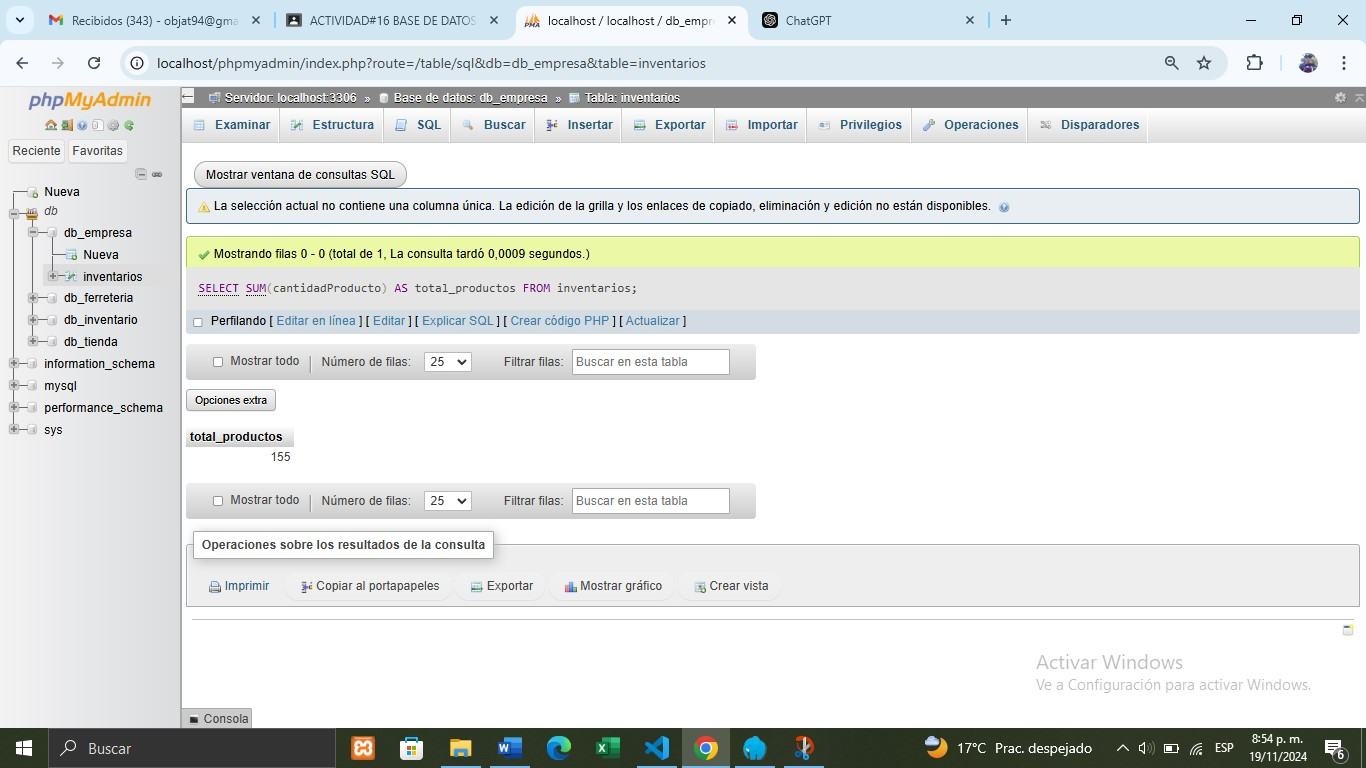 Recibidos (343) - objat94@gma
ACTIVIDAD#16 BASE DE DATOS
localhost / localhost / db_empr
ChatGPT
localhost/phpmyadmin/index.php?route=/table/sql&db=db_empresa&table=inventarios
phpMyAdmin
Reciente Favoritas
Nueva
db
db_empresa
Nueva
inventarios
db_ferreteria
db_inventario
db_tienda
information_schema
mysql
performance_schema
sys
Servidor: localhost:3306 » Base de datos: db_empresa » Tabla: inventarios
Examinar Estructura SQL Buscar Insertar Exportar Importar Privilegios Operaciones Disparadores
Mostrar ventana de consultas SQL
La selección actual no contiene una columna única. La edición de la grilla y los enlaces de copiado, eliminación y edición no están disponibles.
Mostrando filas 0 - 0 (total de 1, La consulta tardó 0,0009 segundos.)
SELECT SUM(cantidadProducto) AS total_productos FROM inventarios;
Perfilando [ Editar en línea ] [ Editar ] [ Explicar SQL ] [ Crear código PHP ] [ Actualizar ]
Mostrar todo Número de filas: 25 Filtrar filas: Buscar en esta tabla
Opciones extra
total_productos
155
Mostrar todo Número de filas: 25 Filtrar filas: Buscar en esta tabla
Operaciones sobre los resultados de la consulta
Imprimir Copiar al portapapeles Exportar Mostrar gráfico Crear vista
Activar Windows
Ve a Configuración para activar Windows.
Consola
Buscar
17°C Prac. despejado
ESP
8:54 p. m.
19/11/2024
6